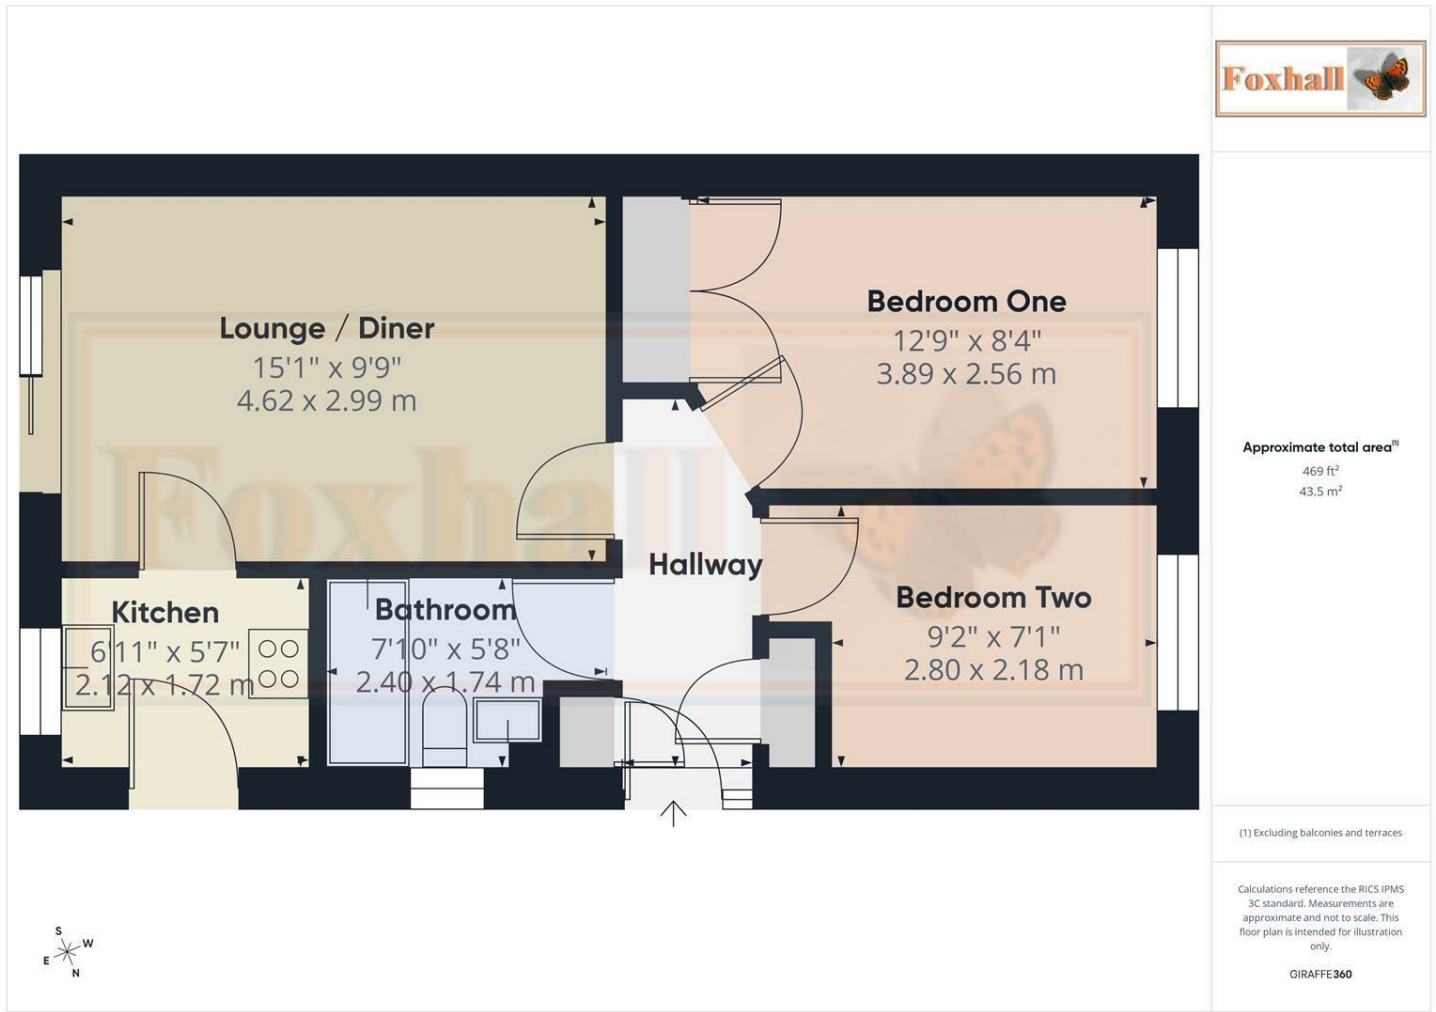 Foxhall
Lounge / Diner
15'1" x 9'9"
4.62 x 2.99 m
Bedroom One
12'9" x 8'4"
3.89 x 2.56 m
Foxhall
Hallway
Kitchen
6'11" x 5'7"
2.12 x 1.72 m
Bathroom
7'10" x 5'8"
2.40 x 1.74 m
Bedroom Two
9'2" x 7'1"
2.80 x 2.18 m
Approximate total area(1)
469 ft²
43.5 m²
(1) Excluding balconies and terraces
Calculations reference the RICS IPMS
3C standard. Measurements are
approximate and not to scale. This
floor plan is intended for illustration
only.
GIRAFFE360
S
W
E
N